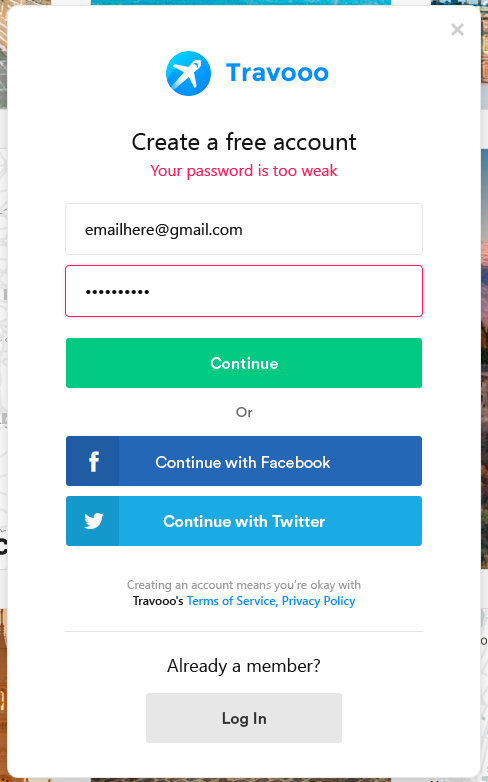 ×
Travooo
Create a free account
Your password is too weak
emailhere@gmail.com
••••••••••
Continue
Or
f
Continue with Facebook
Continue with Twitter
Creating an account means you're okay with
Travooo's Terms of Service, Privacy Policy
Already a member?
Log In